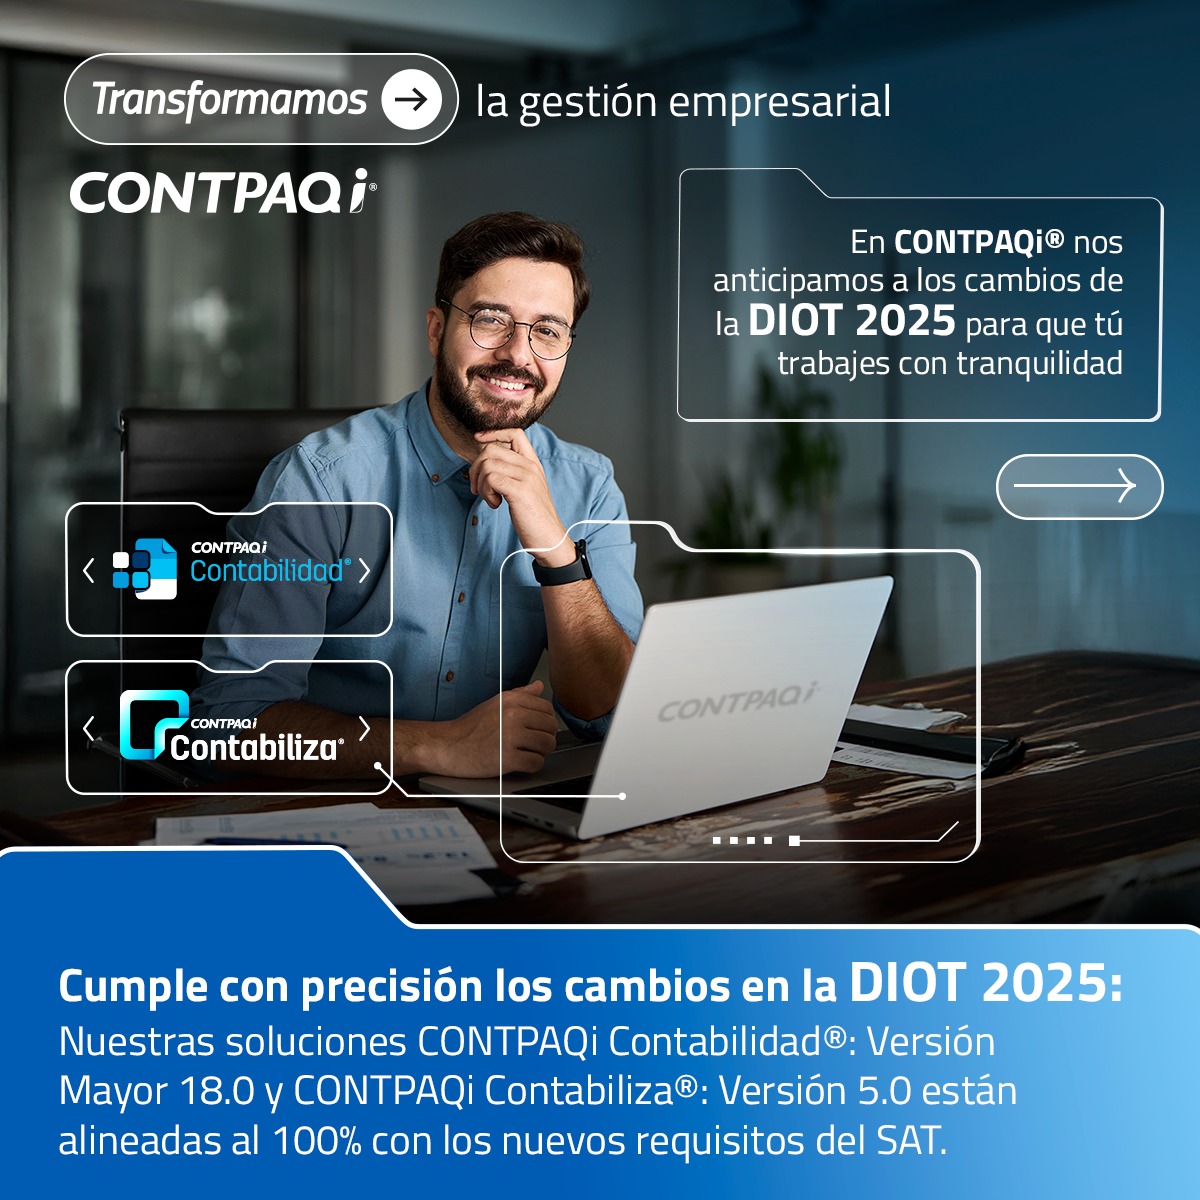 Transformamos la gestión empresarial
CONTPAQi®
En CONTPAQi® nos
anticipamos a los cambios de
la DIOT 2025 para que tú
trabajes con tranquilidad
CONTPAQi
Contabilidad®
CONTPAQi
Contabiliza®
CONTPAQi
Cumple con precisión los cambios en la DIOT 2025:
Nuestras soluciones CONTPAQi Contabilidad®: Versión
Mayor 18.0 y CONTPAQi Contabiliza®: Versión 5.0 están
alineadas al 100% con los nuevos requisitos del SAT.